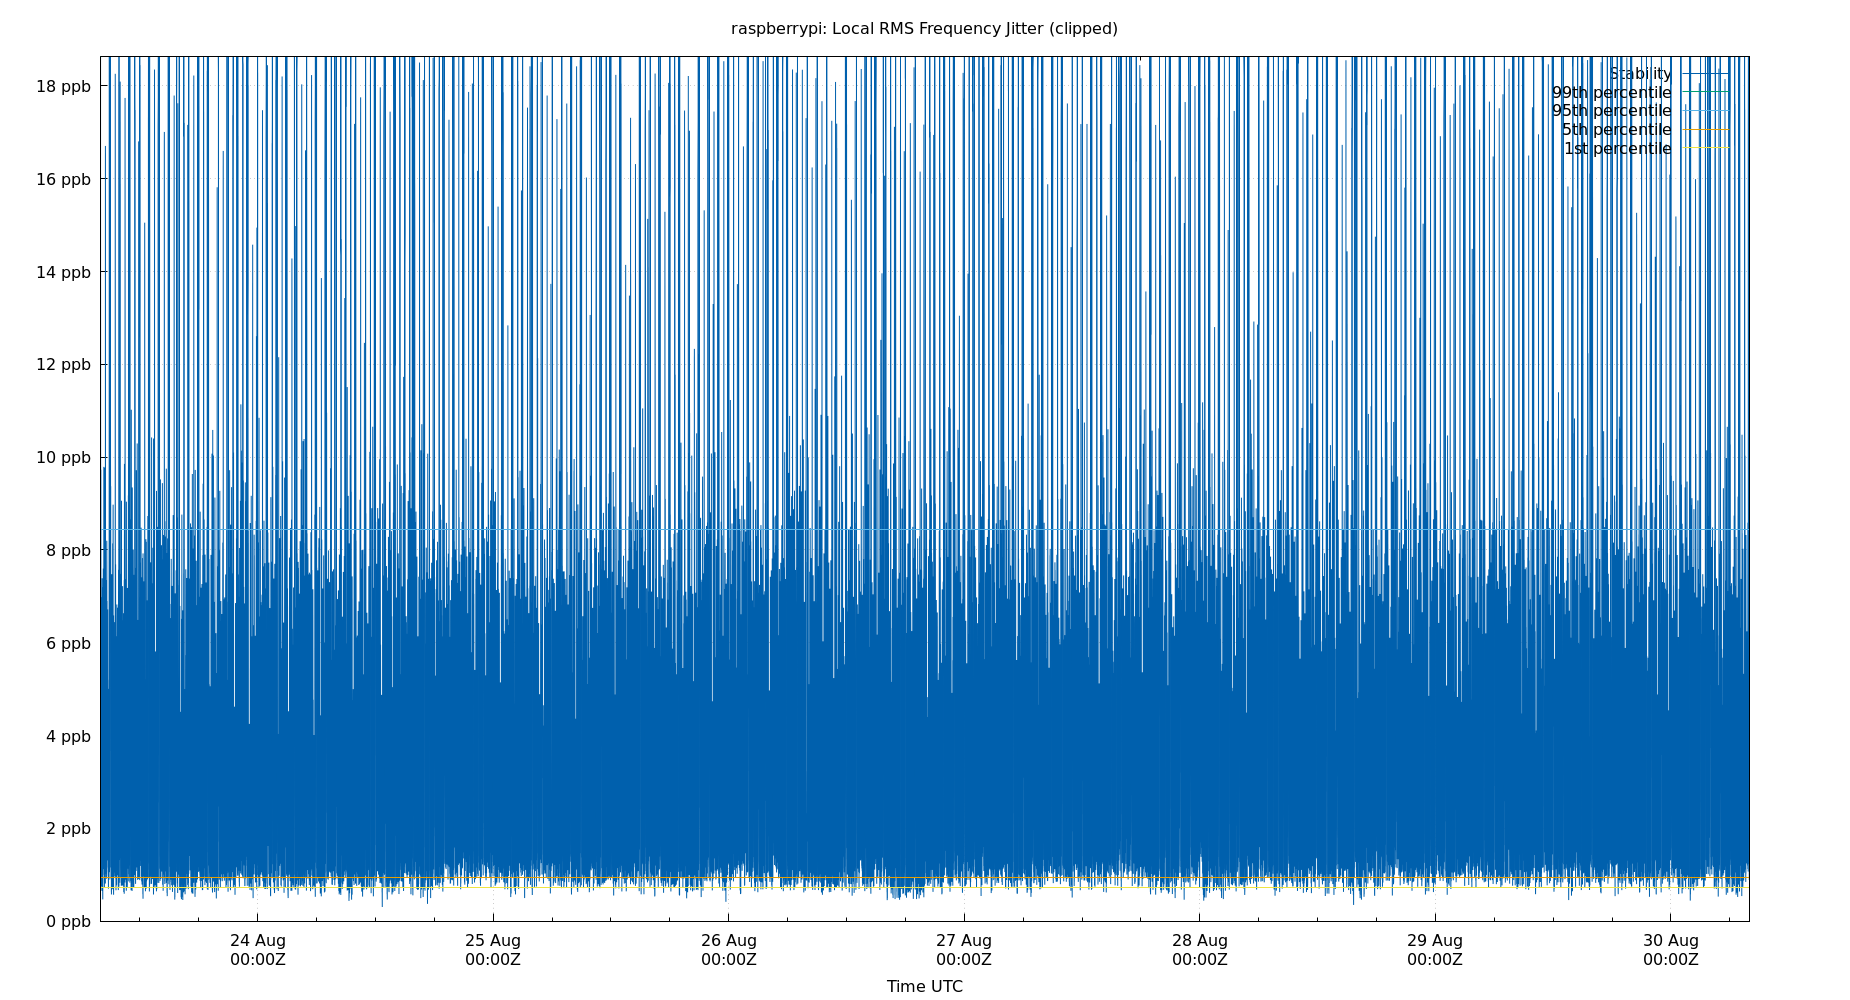 raspberrypi: Local RMS Frequency Jitter (clipped)
18 ppb
16 ppb
14 ppb
12 ppb
10 ppb
8 ppb
6 ppb
4 ppb
2 ppb
0 ppb
Stability
99th percentile
95th percentile
5th percentile
1st percentile
24 Aug
00:00Z
25 Aug
00:00Z
26 Aug
00:00Z
27 Aug
00:00Z
28 Aug
00:00Z
29 Aug
00:00Z
30 Aug
00:00Z
Time UTC